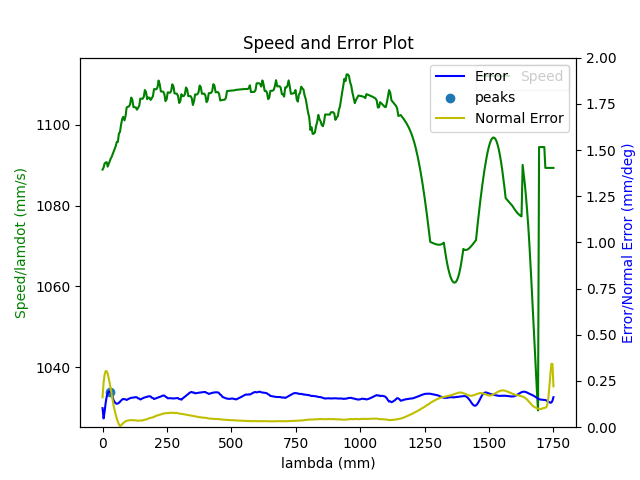 Speed and Error Plot
Speed/lamdot (mm/s)
1100
1080
1060
1040
Error
Speed
peaks
Normal Error
2.00
1.75
1.50
1.25
1.00
0.75
0.50
0.25
0.00
Error/Normal Error (mm/deg)
0
250
500
750
1000
1250
1500
1750
lambda (mm)